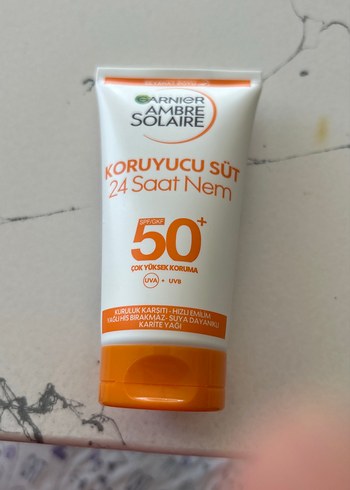 GARNIER
AMBRE
SOLAIRE
KORUYUCU SÜT
24 Saat Nem
SPF/GKF
50+
ÇOK YÜKSEK KORUMA
UVA + UVB
KURULUK KARŞITI - HIZLI EMİLİM
YAĞLI HİS BIRAKMAZ - SUYA DAYANIKLI
KARİTE YAĞI